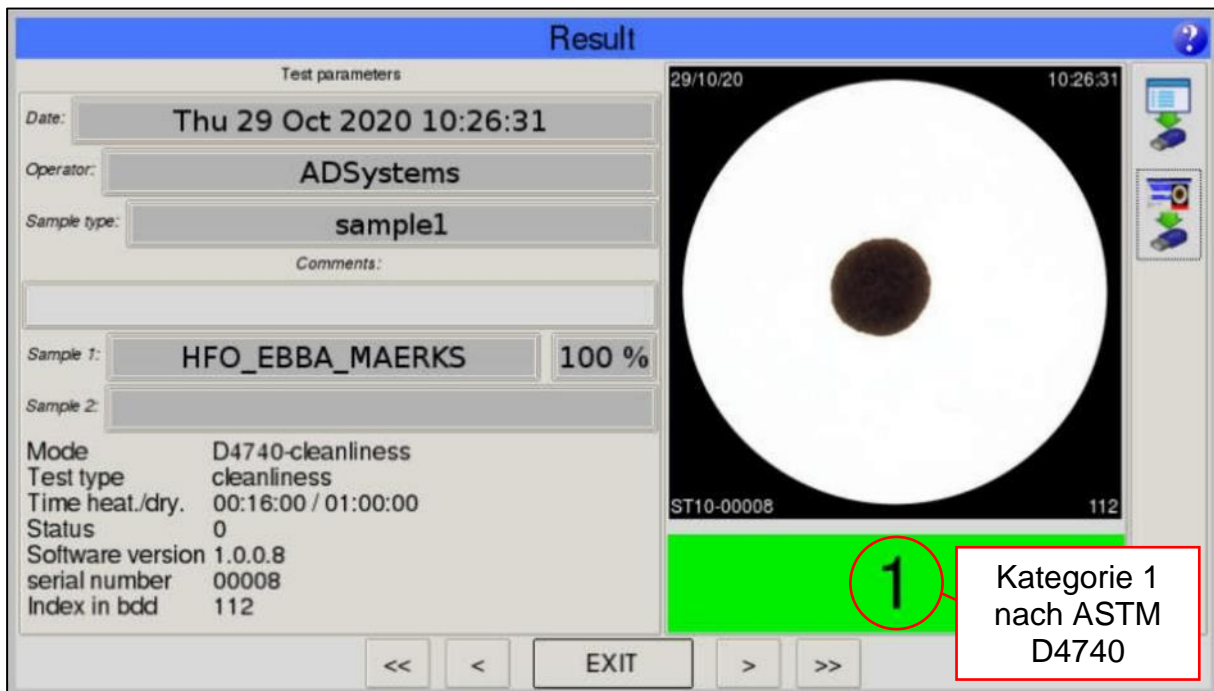 Result
?
Test parameters
Date: Thu 29 Oct 2020 10:26:31
Operator: ADSystems
Sample type: sample1
Comments:
Sample 1: HFO_EBBA_MAERKS 100 %
Sample 2:
Mode D4740-cleanliness
Test type cleanliness
Time heat./dry. 00:16:00 / 01:00:00
Status 0
Software version 1.0.0.8
serial number 00008
Index in bdd 112
29/10/20 10:26:31
ST10-00008 112
1
Kategorie 1
nach ASTM
D4740
<< < EXIT > >>